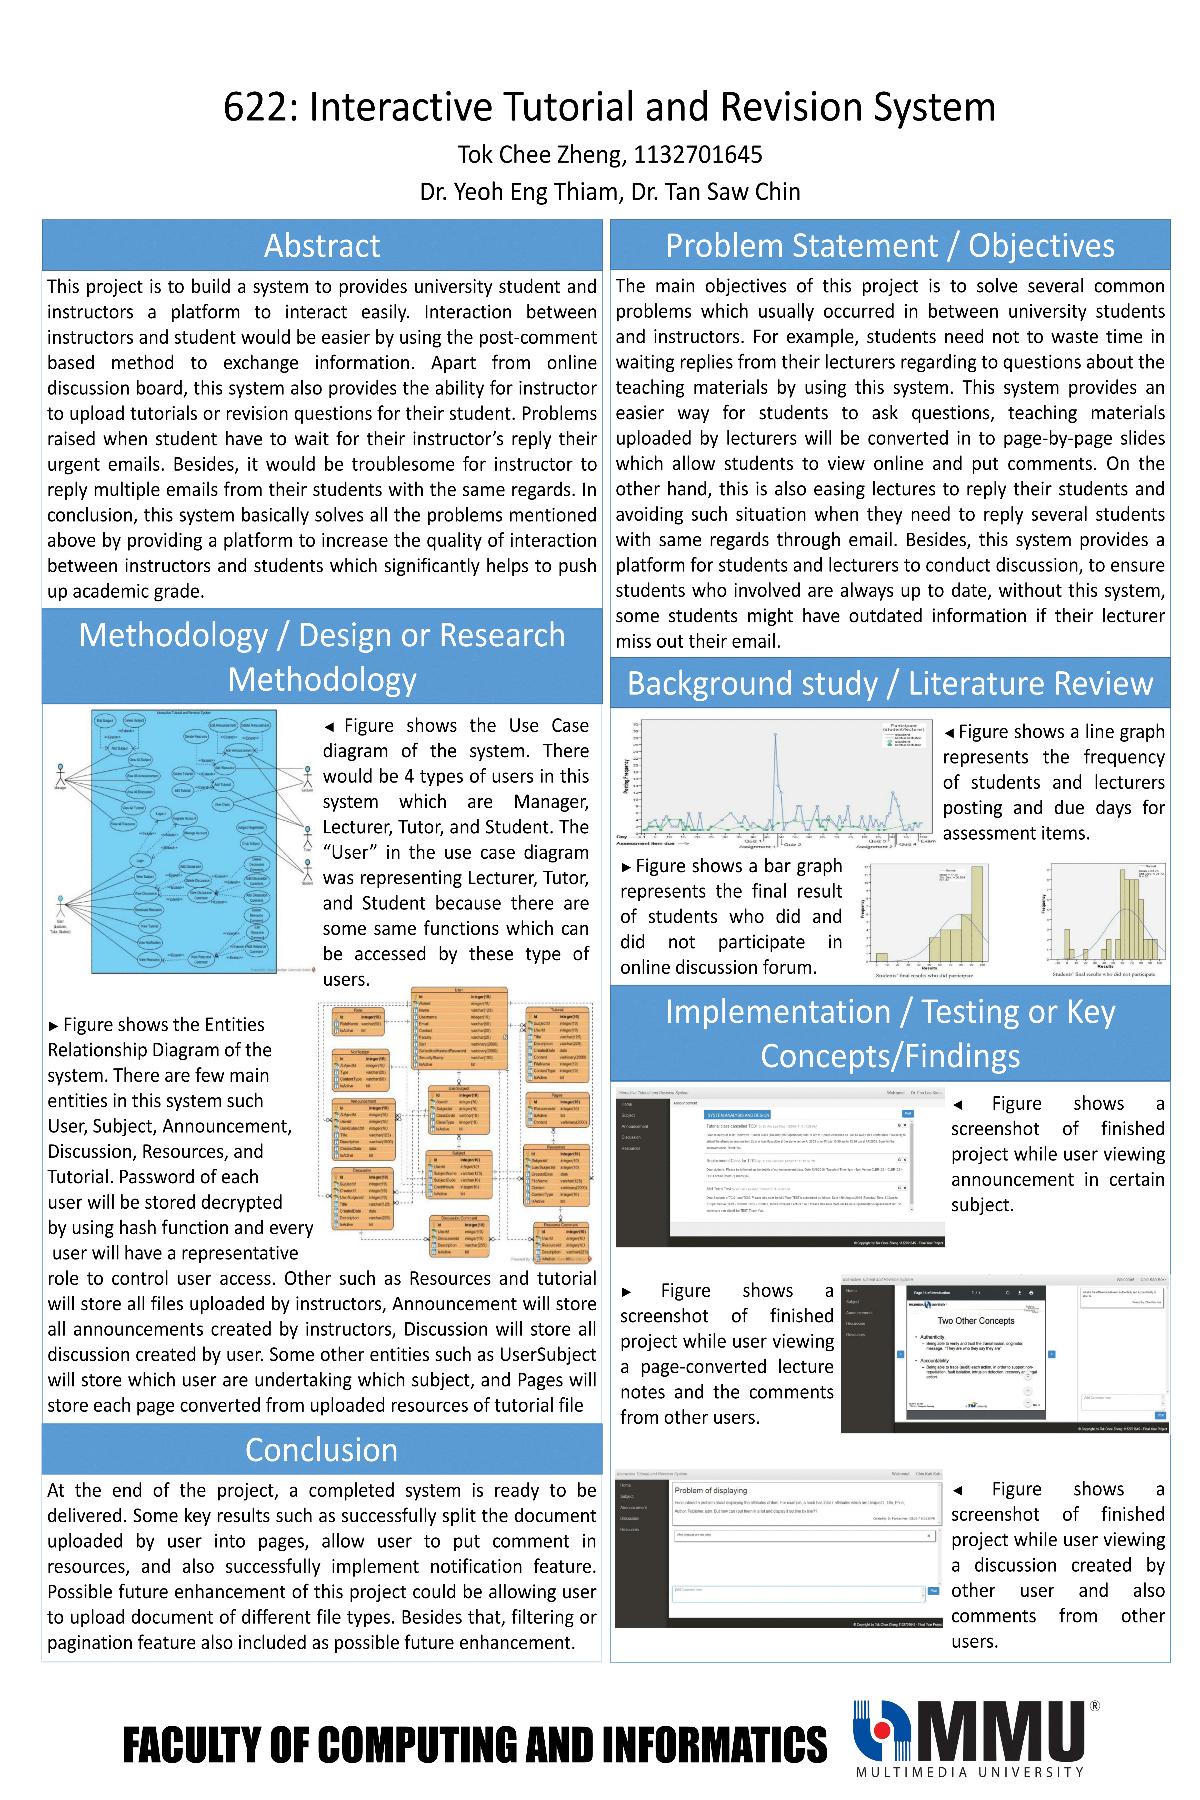 622: Interactive Tutorial and Revision System
Tok Chee Zheng, 1132701645
Dr. Yeoh Eng Thiam, Dr. Tan Saw Chin
Abstract
This project is to build a system to provides university student and
instructors a platform to interact easily. Interaction between
instructors and student would be easier by using the post-comment
based method to exchange information. Apart from online
discussion board, this system also provides the ability for instructor
to upload tutorials or revision questions for their student. Problems
raised when student have to wait for their instructor's reply their
urgent emails. Besides, it would be troublesome for instructor to
reply multiple emails from their students with the same regards. In
conclusion, this system basically solves all the problems mentioned
above by providing a platform to increase the quality of interaction
between instructors and students which significantly helps to push
up academic grade.
Methodology / Design or Research
Methodology
◄ Figure shows the Use Case
diagram of the system. There
would be 4 types of users in this
system which are Manager,
Lecturer, Tutor, and Student. The
“User” in the use case diagram
was representing Lecturer, Tutor,
and Student because there are
some same functions which can
be accessed by these type of
users.
► Figure shows the Entities
Relationship Diagram of the
system. There are few main
entities in this system such
User, Subject, Announcement,
Discussion, Resources, and
Tutorial. Password of each
user will be stored decrypted
by using hash function and every
user will have a representative
role to control user access. Other such as Resources and tutorial
will store all files uploaded by instructors, Announcement will store
all announcements created by instructors, Discussion will store all
discussion created by user. Some other entities such as UserSubject
will store which user are undertaking which subject, and Pages will
store each page converted from uploaded resources of tutorial file
Conclusion
At the end of the project, a completed system is ready to be
delivered. Some key results such as successfully split the document
uploaded by user into pages, allow user to put comment in
resources, and also successfully implement notification feature.
Possible future enhancement of this project could be allowing user
to upload document of different file types. Besides that, filtering or
pagination feature also included as possible future enhancement.
Problem Statement / Objectives
The main objectives of this project is to solve several common
problems which usually occurred in between university students
and instructors. For example, students need not to waste time in
waiting replies from their lecturers regarding to questions about the
teaching materials by using this system. This system provides an
easier way for students to ask questions, teaching materials
uploaded by lecturers will be converted in to page-by-page slides
which allow students to view online and put comments. On the
other hand, this is also easing lectures to reply their students and
avoiding such situation when they need to reply several students
with same regards through email. Besides, this system provides a
platform for students and lecturers to conduct discussion, to ensure
students who involved are always up to date, without this system,
some students might have outdated information if their lecturer
miss out their email.
Background study / Literature Review
◄ Figure shows a line graph
represents the frequency
of students and lecturers
posting and due days for
assessment items.
► Figure shows a bar graph
represents the final result
of students who did and
did not participate in
online discussion forum.
Students' final results who did participate
Students' final results who did not participate
Implementation / Testing or Key
Concepts/Findings
SYSTEM ANALYSIS AND DESIGN
◄ Figure shows a
screenshot of finished
project while user viewing
announcement in certain
subject.
► Figure shows a
screenshot of finished
project while user viewing
a page-converted lecture
notes and the comments
from other users.
Two Other Concepts
• Authenticity
• Accountability
Problem of displaying
◄ Figure shows a
screenshot of finished
project while user viewing
a discussion created by
other user and also
comments from other
users.
FACULTY OF COMPUTING AND INFORMATICS
MMU®
MULTIMEDIA UNIVERSITY